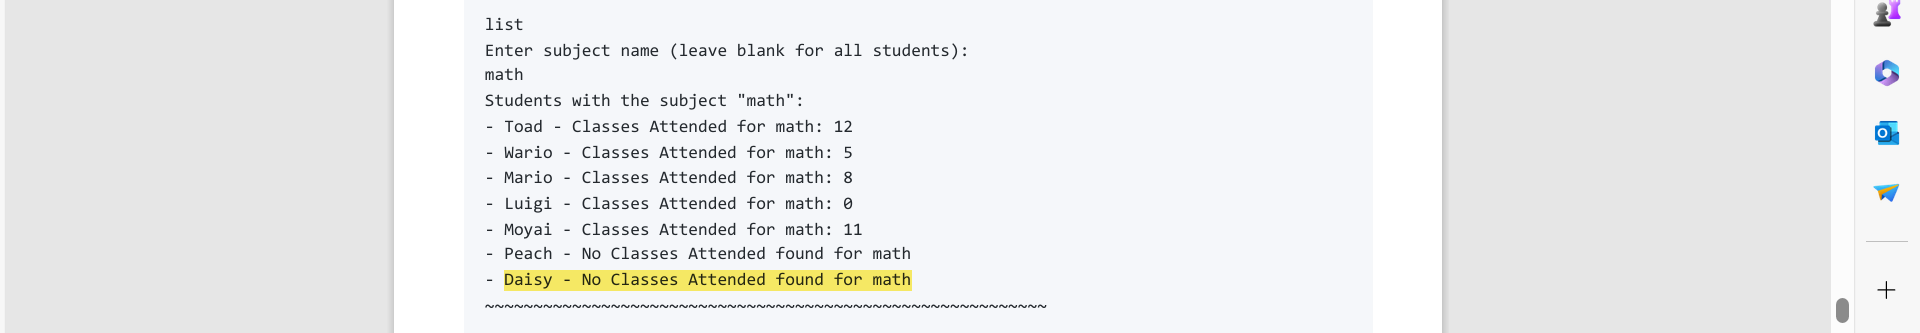 list
Enter subject name (leave blank for all students):
math
Students with the subject "math":
- Toad - Classes Attended for math: 12
- Wario - Classes Attended for math: 5
- Mario - Classes Attended for math: 8
- Luigi - Classes Attended for math: 0
- Moyai - Classes Attended for math: 11
- Peach - No Classes Attended found for math
- Daisy - No Classes Attended found for math
~~~~~~~~~~~~~~~~~~~~~~~~~~~~~~~~~~~~~~~~~~~~~~~~~~~~~~~~~~